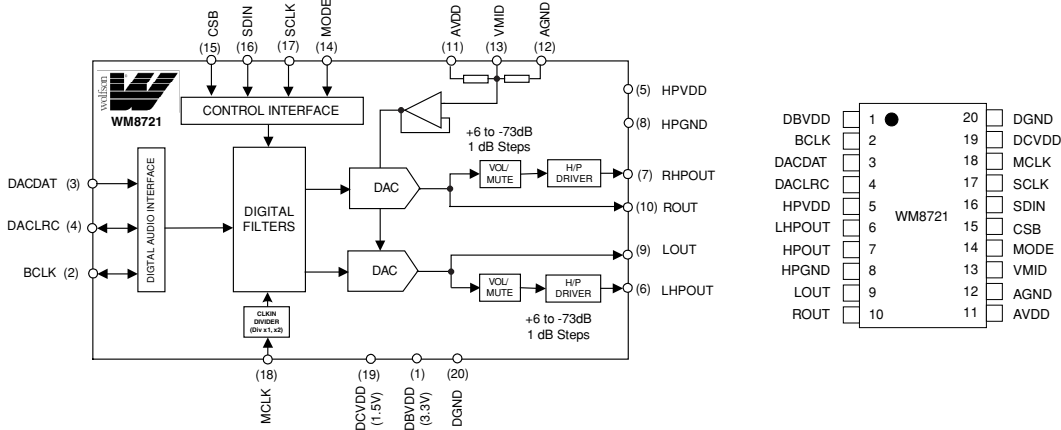 CSB
SDIN
SCLK
MODE
AVDD
VMID
AGND
(15)
(16)
(17)
(14)
(11)
(13)
(12)
wolfson
WM8721
CONTROL INTERFACE
(5) HPVDD
(8) HPGND
+6 to -73dB
1 dB Steps
DACDAT (3)
DACLRC (4)
BCLK (2)
DIGTAL AUDIO INTERFACE
DIGITAL
FILTERS
DAC
VOL/
MUTE
H/P
DRIVER
(7) RHPOUT
(10) ROUT
(9) LOUT
DAC
VOL/
MUTE
H/P
DRIVER
(6) LHPOUT
+6 to -73dB
1 dB Steps
CLKIN
DIVIDER
(Div x1, x2)
(18)
MCLK
(19)
DCVDD
(1.5V)
(1)
DBVDD
(3.3V)
(20)
DGND
DBVDD 1 20 DGND
BCLK 2 19 DCVDD
DACDAT 3 18 MCLK
DACLRC 4 17 SCLK
HPVDD 5 16 SDIN
LHPOUT 6 15 CSB
HPOUT 7 14 MODE
HPGND 8 13 VMID
LOUT 9 12 AGND
ROUT 10 11 AVDD
WM8721